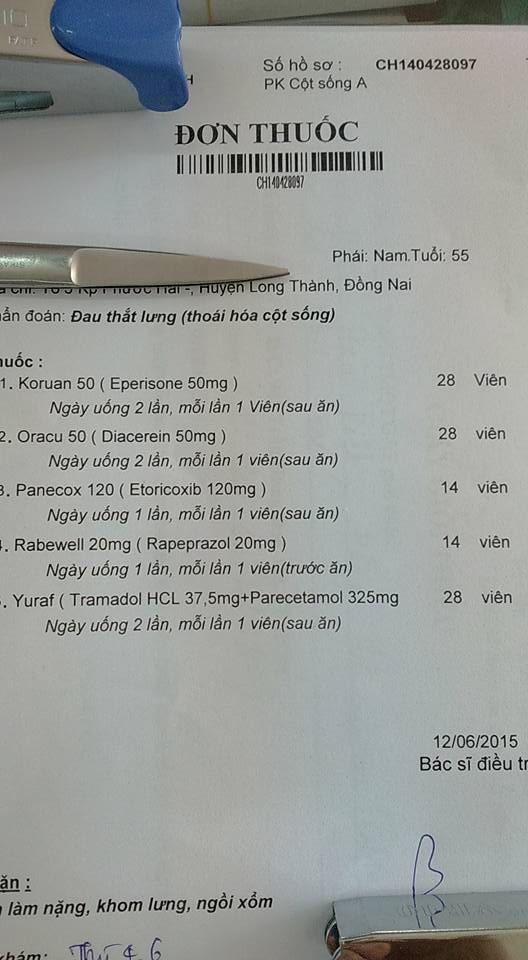 Số hồ sơ : CH140428097
PK Cột sống A
ĐƠN THUỐC
CH140428097
Phái: Nam.Tuổi: 55
Huyện Long Thành, Đồng Nai
đoán: Đau thắt lưng (thoái hóa cột sống)
1. Koruan 50 ( Eperisone 50mg ) 28 Viên
Ngày uống 2 lần, mỗi lần 1 Viên(sau ăn)
2. Oracu 50 ( Diacerein 50mg ) 28 viên
Ngày uống 2 lần, mỗi lần 1 viên(sau ăn)
3. Panecox 120 ( Etoricoxib 120mg ) 14 viên
Ngày uống 1 lần, mỗi lần 1 viên(sau ăn)
. Rabewell 20mg ( Rapeprazol 20mg ) 14 viên
Ngày uống 1 lần, mỗi lần 1 viên(trước ăn)
. Yuraf ( Tramadol HCL 37,5mg+Parecetamol 325mg 28 viên
Ngày uống 2 lần, mỗi lần 1 viên(sau ăn)
12/06/2015
Bác sĩ điều
làm nặng, khom lưng, ngồi xổm
khám: Thứ 4, 6